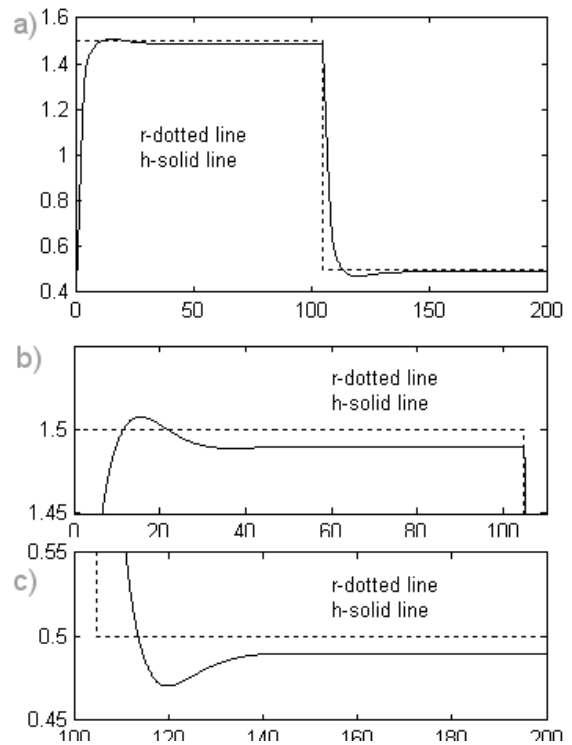 a)
1.6
1.4
1.2
1
0.8
0.6
0.4
r-dotted line
h-solid line
0 50 100 150 200
b)
1.5
1.45
r-dotted line
h-solid line
0 20 40 60 80 100
c)
0.55
0.5
0.45
r-dotted line
h-solid line
100 120 140 160 180 200